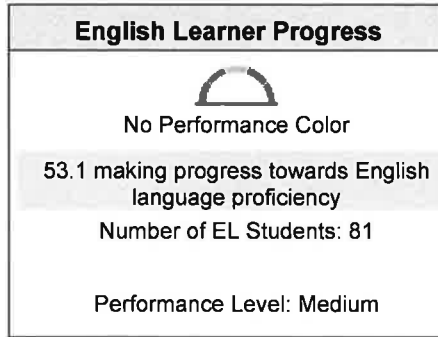 English Learner Progress
No Performance Color
53.1 making progress towards English
language proficiency
Number of EL Students: 81
Performance Level: Medium